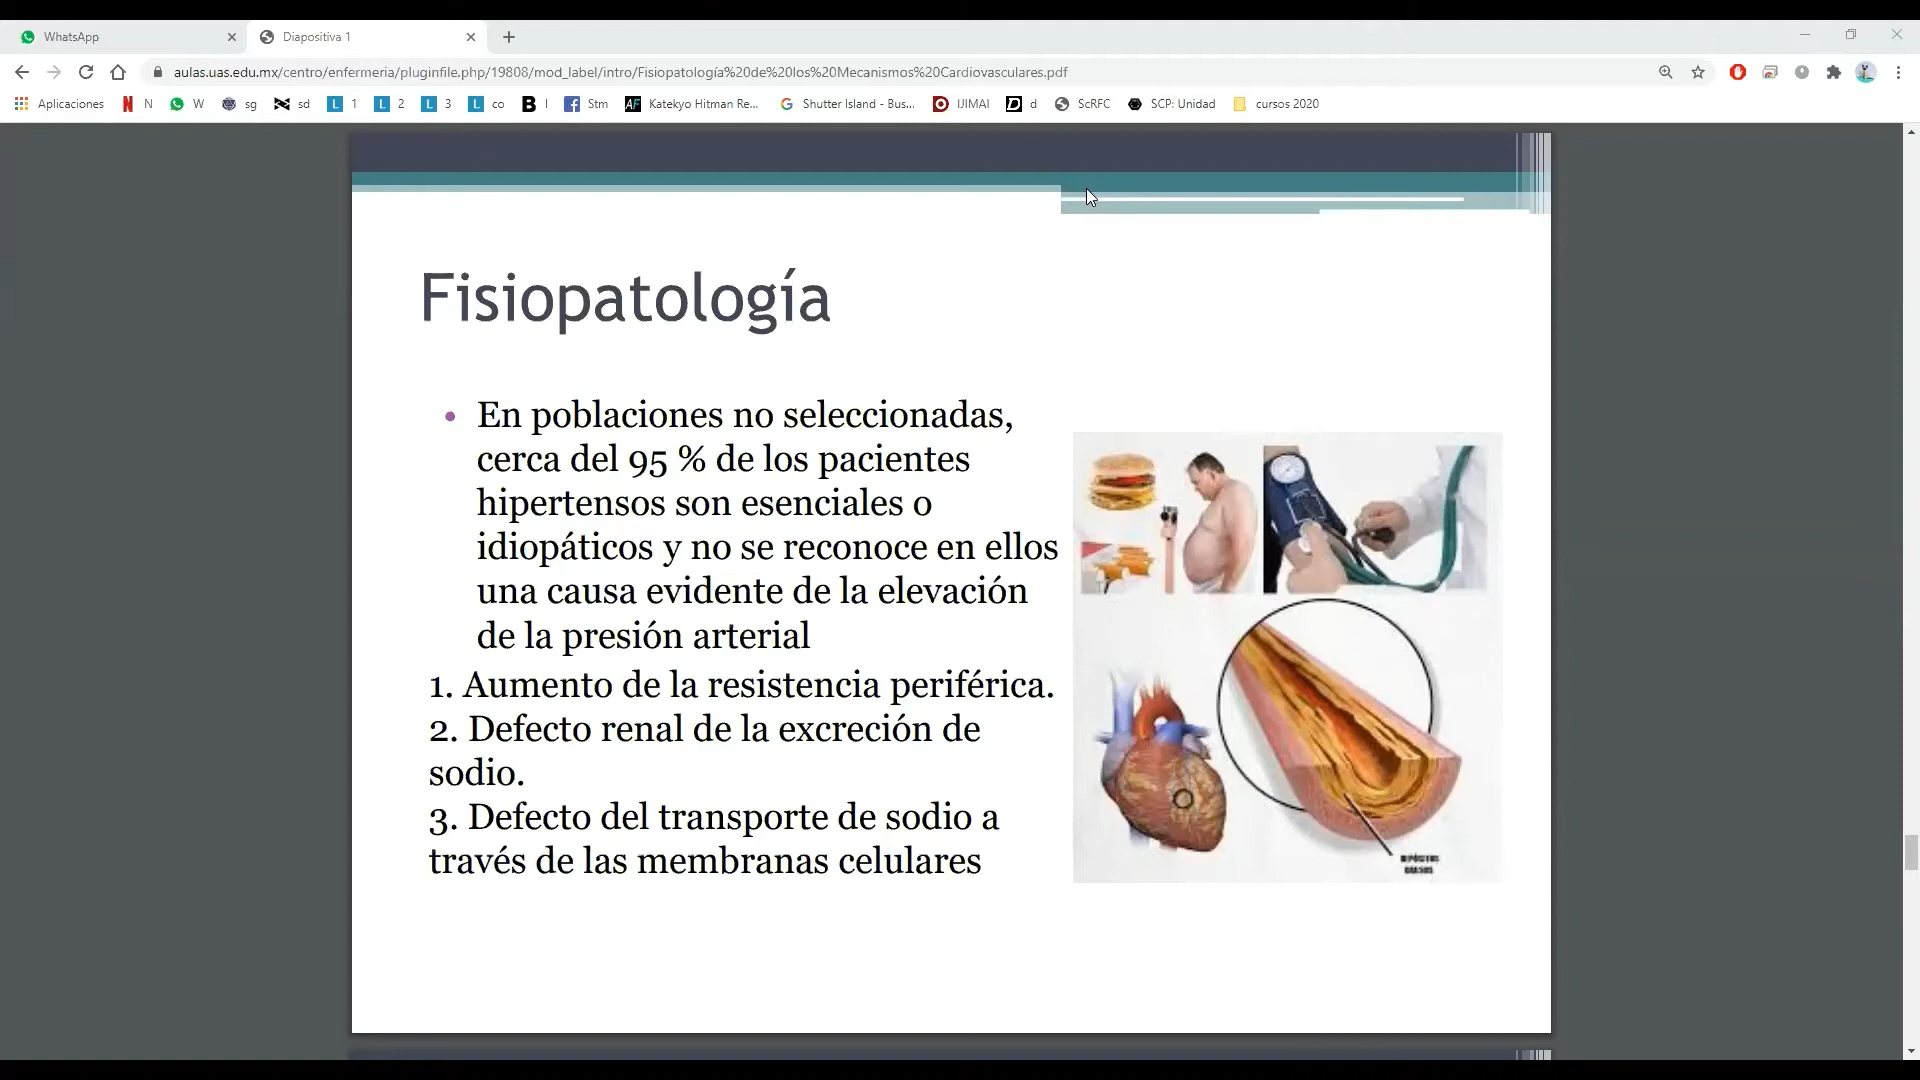 WhatsApp
Diapositiva 1
aulas.uas.edu.mx/centro/enfermeria/pluginfile.php/19808/mod_label/intro/Fisiopatología%20de%20los%20Mecanismos%20Cardiovasculares.pdf
Aplicaciones N W sg sd L 1 L 2 L 3 L co B I Stm AF Katekyo Hitman Re... Shutter Island - Bus... IJIMAI D d ScRFC SCP: Unidad cursos 2020
Fisiopatología
• En poblaciones no seleccionadas,
cerca del 95 % de los pacientes
hipertensos son esenciales o
idiopáticos y no se reconoce en ellos
una causa evidente de la elevación
de la presión arterial
1. Aumento de la resistencia periférica.
2. Defecto renal de la excreción de
sodio.
3. Defecto del transporte de sodio a
través de las membranas celulares